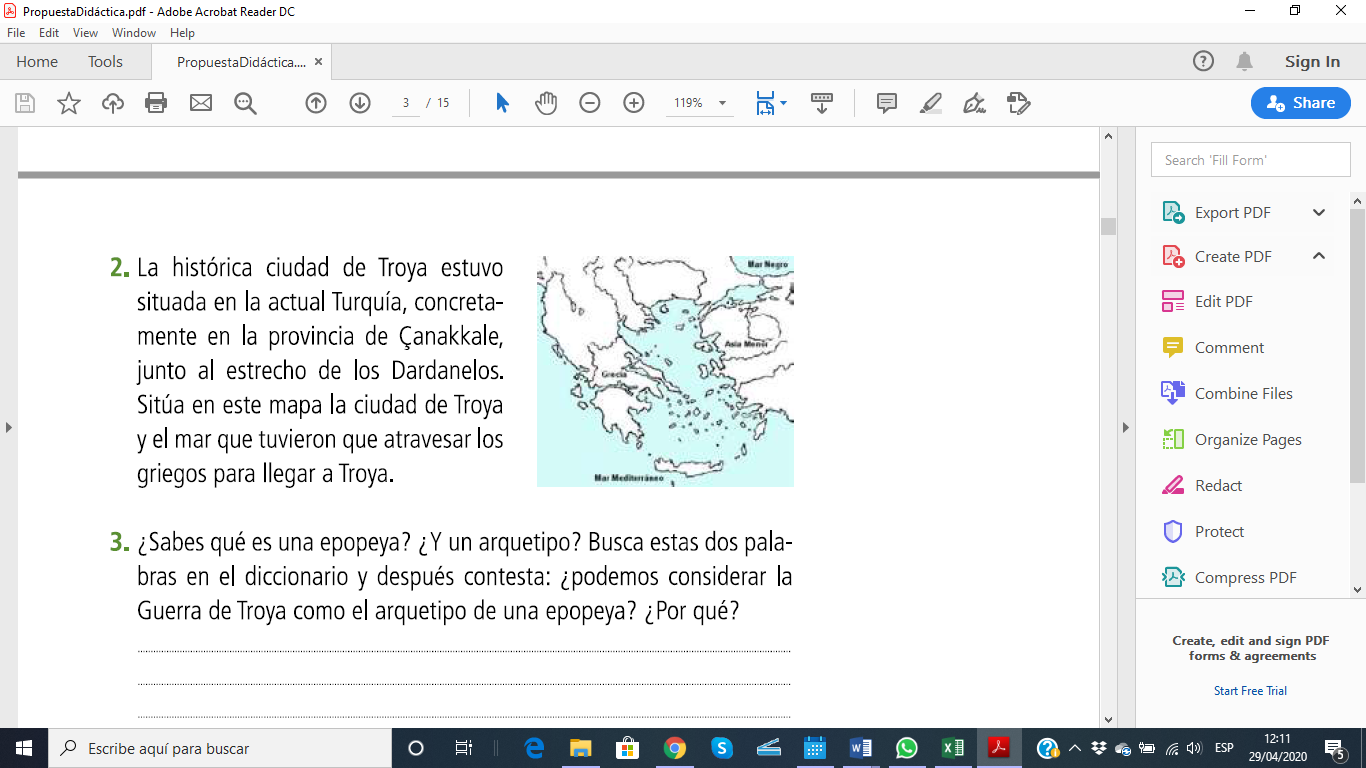 PropuestaDidáctica.pdf - Adobe Acrobat Reader DC
File Edit View Window Help
Home Tools PropuestaDidáctica.... × ? Sign In
3 / 15 119% Share
Search 'Fill Form'
Export PDF
Create PDF
Edit PDF
Comment
Combine Files
Organize Pages
Redact
Protect
Compress PDF
Create, edit and sign PDF
forms & agreements
Start Free Trial
2. La histórica ciudad de Troya estuvo
situada en la actual Turquía, concreta-
mente en la provincia de Çanakkale,
junto al estrecho de los Dardanelos.
Sitúa en este mapa la ciudad de Troya
y el mar que tuvieron que atravesar los
griegos para llegar a Troya.
Mar Negro
Asia Menor
Grecia
Mar Mediterráneo
3. ¿Sabes qué es una epopeya? ¿Y un arquetipo? Busca estas dos pala-
bras en el diccionario y después contesta: ¿podemos considerar la
Guerra de Troya como el arquetipo de una epopeya? ¿Por qué?
Escribe aquí para buscar
ESP
12:11
29/04/2020
5